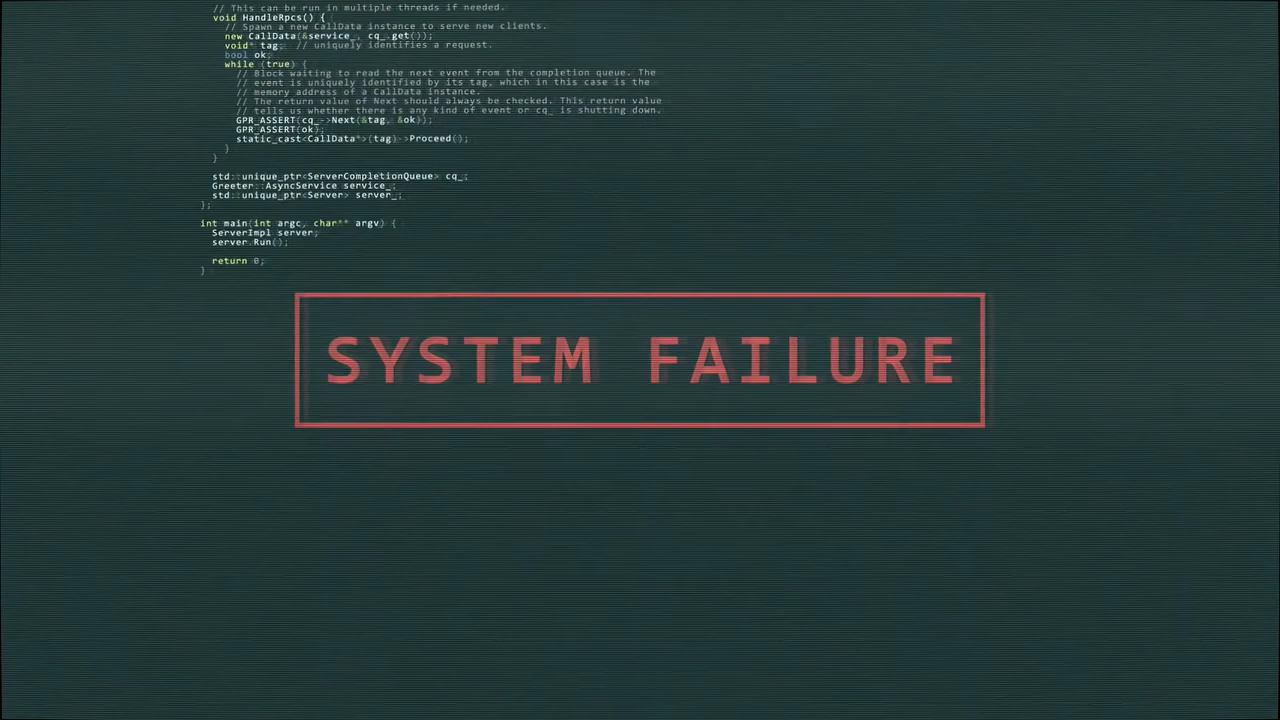 // This can be run in multiple threads if needed.
void HandleRpcs() {
// Spawn a new CallData instance to serve new clients.
new CallData(&service_, cq_.get());
void* tag;  // uniquely identifies a request.
bool ok;
while (true) {
// Block waiting to read the next event from the completion queue. The
// event is uniquely identified by its tag, which in this case is the
// memory address of a CallData instance.
// The return value of Next should always be checked. This return value
// tells us whether there is any kind of event or cq_ is shutting down.
GPR_ASSERT(cq_->Next(&tag, &ok));
GPR_ASSERT(ok);
static_cast<CallData*>(tag)->Proceed();
}
}
std::unique_ptr<ServerCompletionQueue> cq_;
Greeter::AsyncService service_;
std::unique_ptr<Server> server_;
};
int main(int argc, char** argv) {
ServerImpl server;
server.Run();
return 0;
}
SYSTEM FAILURE